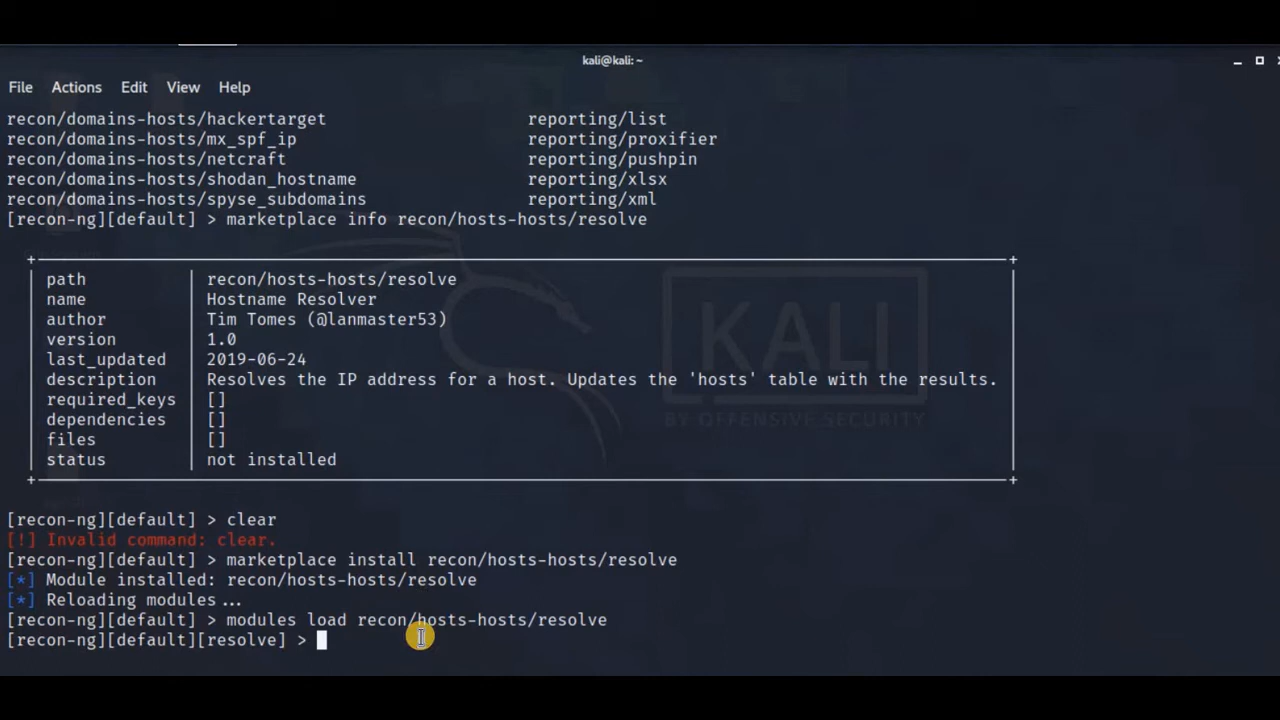 kali@kali: ~
File Actions Edit View Help
recon/domains-hosts/hackertarget reporting/list
recon/domains-hosts/mx_spf_ip reporting/proxifier
recon/domains-hosts/netcraft reporting/pushpin
recon/domains-hosts/shodan_hostname reporting/xlsx
recon/domains-hosts/spyse_subdomains reporting/xml
[recon-ng][default] > marketplace info recon/hosts-hosts/resolve
path recon/hosts-hosts/resolve
name Hostname Resolver
author Tim Tomes (@lanmaster53)
version 1.0
last_updated 2019-06-24
description Resolves the IP address for a host. Updates the 'hosts' table with the results.
required_keys []
dependencies []
files []
status not installed
KALI
BY OFFENSIVE SECURITY
[recon-ng][default] > clear
[!] Invalid command: clear.
[recon-ng][default] > marketplace install recon/hosts-hosts/resolve
[*] Module installed: recon/hosts-hosts/resolve
[*] Reloading modules ...
[recon-ng][default] > modules load recon/hosts-hosts/resolve
[recon-ng][default][resolve] >